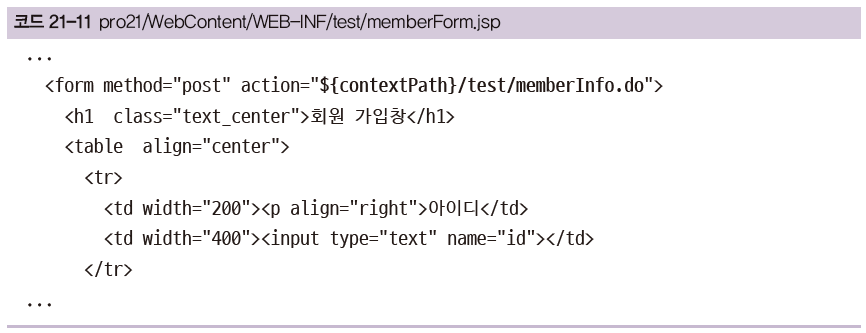 코드 21-11 pro21/WebContent/WEB-INF/test/memberForm.jsp
...
<form method="post" action="${contextPath}/test/memberInfo.do">
<h1  class="text_center">회원 가입창</h1>
<table  align="center">
<tr>
<td width="200"><p align="right">아이디</td>
<td width="400"><input type="text" name="id"></td>
</tr>
...